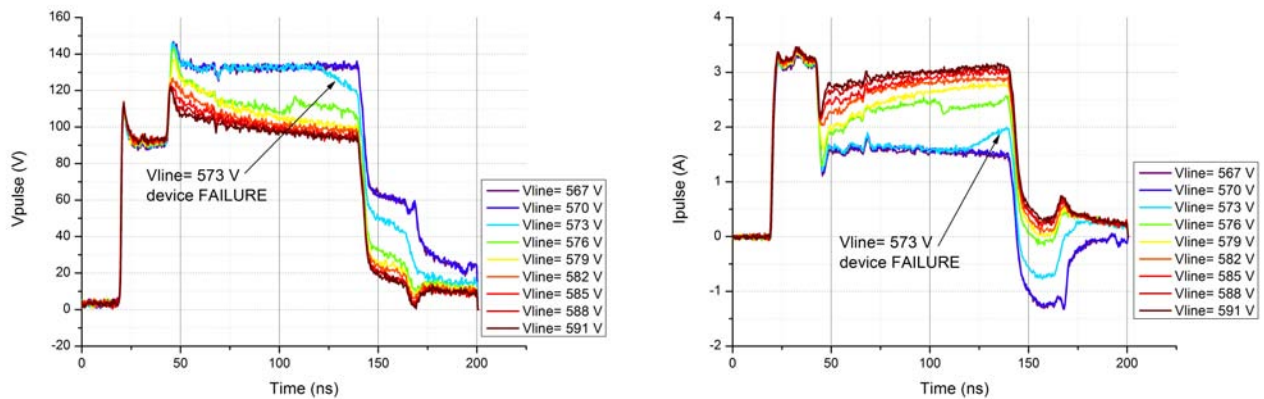 Vpulse (V)
160
140
120
100
80
60
40
20
0
-20
0
50
100
150
200
Time (ns)
Vline= 573 V
device FAILURE
Vline= 567 V
Vline= 570 V
Vline= 573 V
Vline= 576 V
Vline= 579 V
Vline= 582 V
Vline= 585 V
Vline= 588 V
Vline= 591 V
Ipulse (A)
4
3
2
1
0
-1
-2
0
50
100
150
200
Time (ns)
Vline= 573 V
device FAILURE
Vline= 567 V
Vline= 570 V
Vline= 573 V
Vline= 576 V
Vline= 579 V
Vline= 582 V
Vline= 585 V
Vline= 588 V
Vline= 591 V